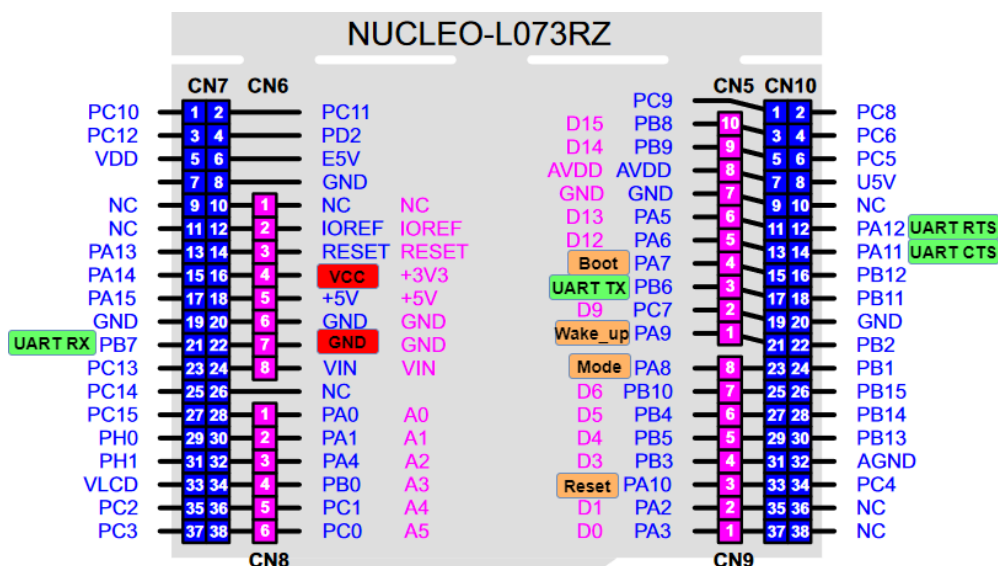 NUCLEO-L073RZ
CN7 CN6 CN5 CN10
PC10 1 2 PC11 PC9 1 2 PC8
PC12 3 4 PD2 D15 PB8 10 3 4 PC6
VDD 5 6 E5V D14 PB9 9 5 6 PC5
7 8 GND AVDD AVDD 8 7 8 U5V
NC 9 10 1 NC NC GND GND 7 9 10 NC
NC 11 12 2 IOREF IOREF D13 PA5 6 11 12 PA12 UART RTS
PA13 13 14 3 RESET RESET D12 PA6 5 13 14 PA11 UART CTS
PA14 15 16 4 VCC +3V3 Boot PA7 4 15 16 PB12
PA15 17 18 5 +5V +5V UART TX PB6 3 17 18 PB11
GND 19 20 6 GND GND D9 PC7 2 19 20 GND
UART RX PB7 21 22 7 GND GND Wake_up PA9 1 21 22 PB2
PC13 23 24 8 VIN VIN Mode PA8 8 23 24 PB1
PC14 25 26 NC D6 PB10 7 25 26 PB15
PC15 27 28 1 PA0 A0 D5 PB4 6 27 28 PB14
PH0 29 30 2 PA1 A1 D4 PB5 5 29 30 PB13
PH1 31 32 3 PA4 A2 D3 PB3 4 31 32 AGND
VLCD 33 34 4 PB0 A3 Reset PA10 3 33 34 PC4
PC2 35 36 5 PC1 A4 D1 PA2 2 35 36 NC
PC3 37 38 6 PC0 A5 D0 PA3 1 37 38 NC
CN8 CN9